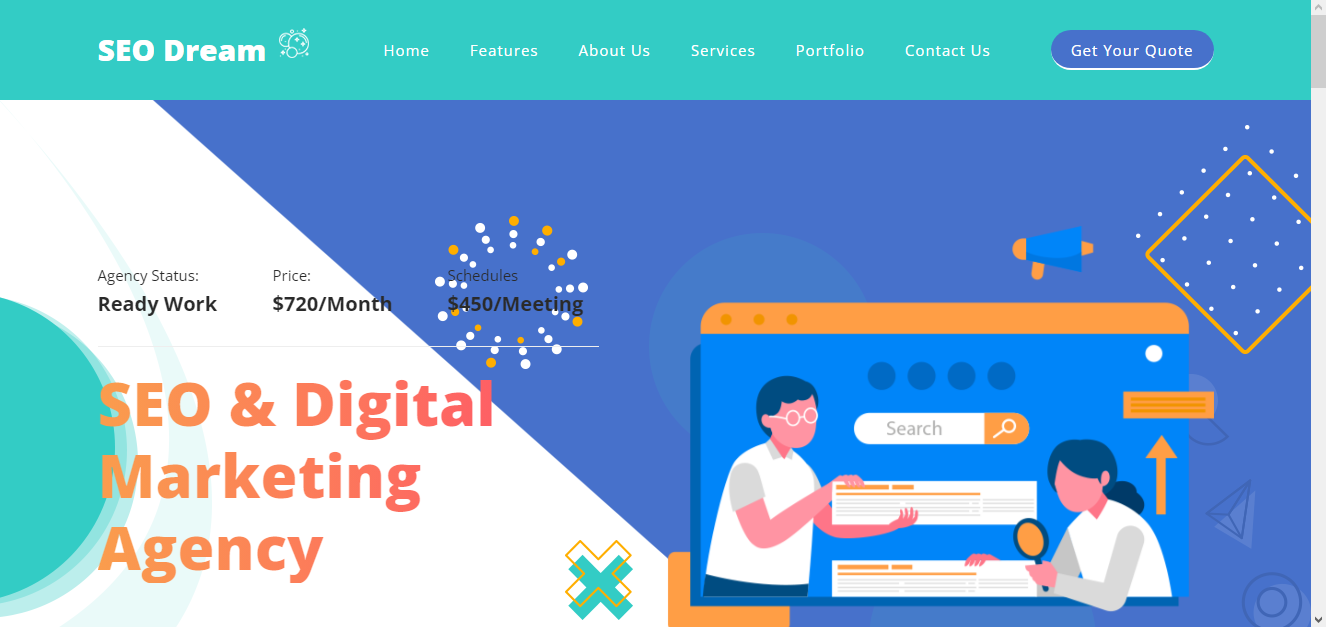 SEO Dream
Home Features About Us Services Portfolio Contact Us Get Your Quote
Agency Status: Price: Schedules
Ready Work $720/Month $450/Meeting
SEO & Digital
Marketing
Agency
Search